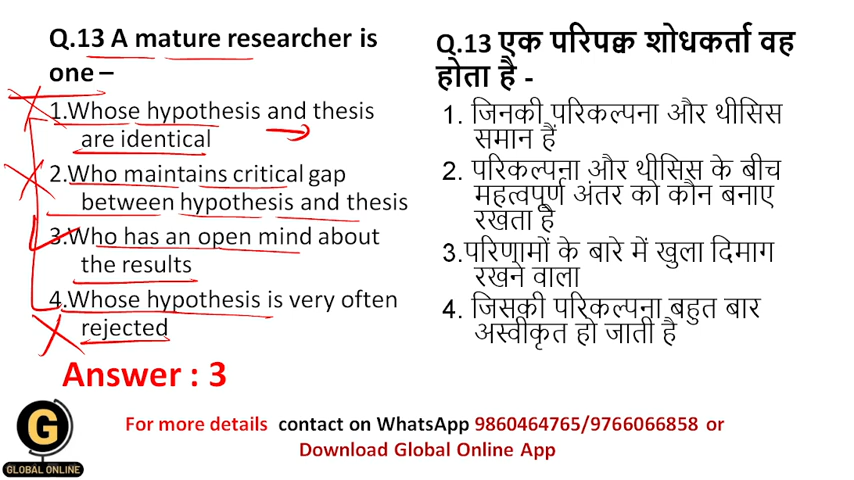 Q.13 A mature researcher is
one –
1.Whose hypothesis and thesis
are identical
2.Who maintains critical gap
between hypothesis and thesis
3.Who has an open mind about
the results
4.Whose hypothesis is very often
rejected
Answer : 3
Q.13 एक परिपक्व शोधकर्ता वह
होता है -
1. जिनकी परिकल्पना और थीसिस
समान हैं
2. परिकल्पना और थीसिस के बीच
महत्वपूर्ण अंतर को कौन बनाए
रखता है
3.परिणामों के बारे में खुला दिमाग
रखने वाला
4. जिसकी परिकल्पना बहुत बार
अस्वीकृत हो जाती है
G
GLOBAL ONLINE
For more details contact on WhatsApp 9860464765/9766066858 or
Download Global Online App